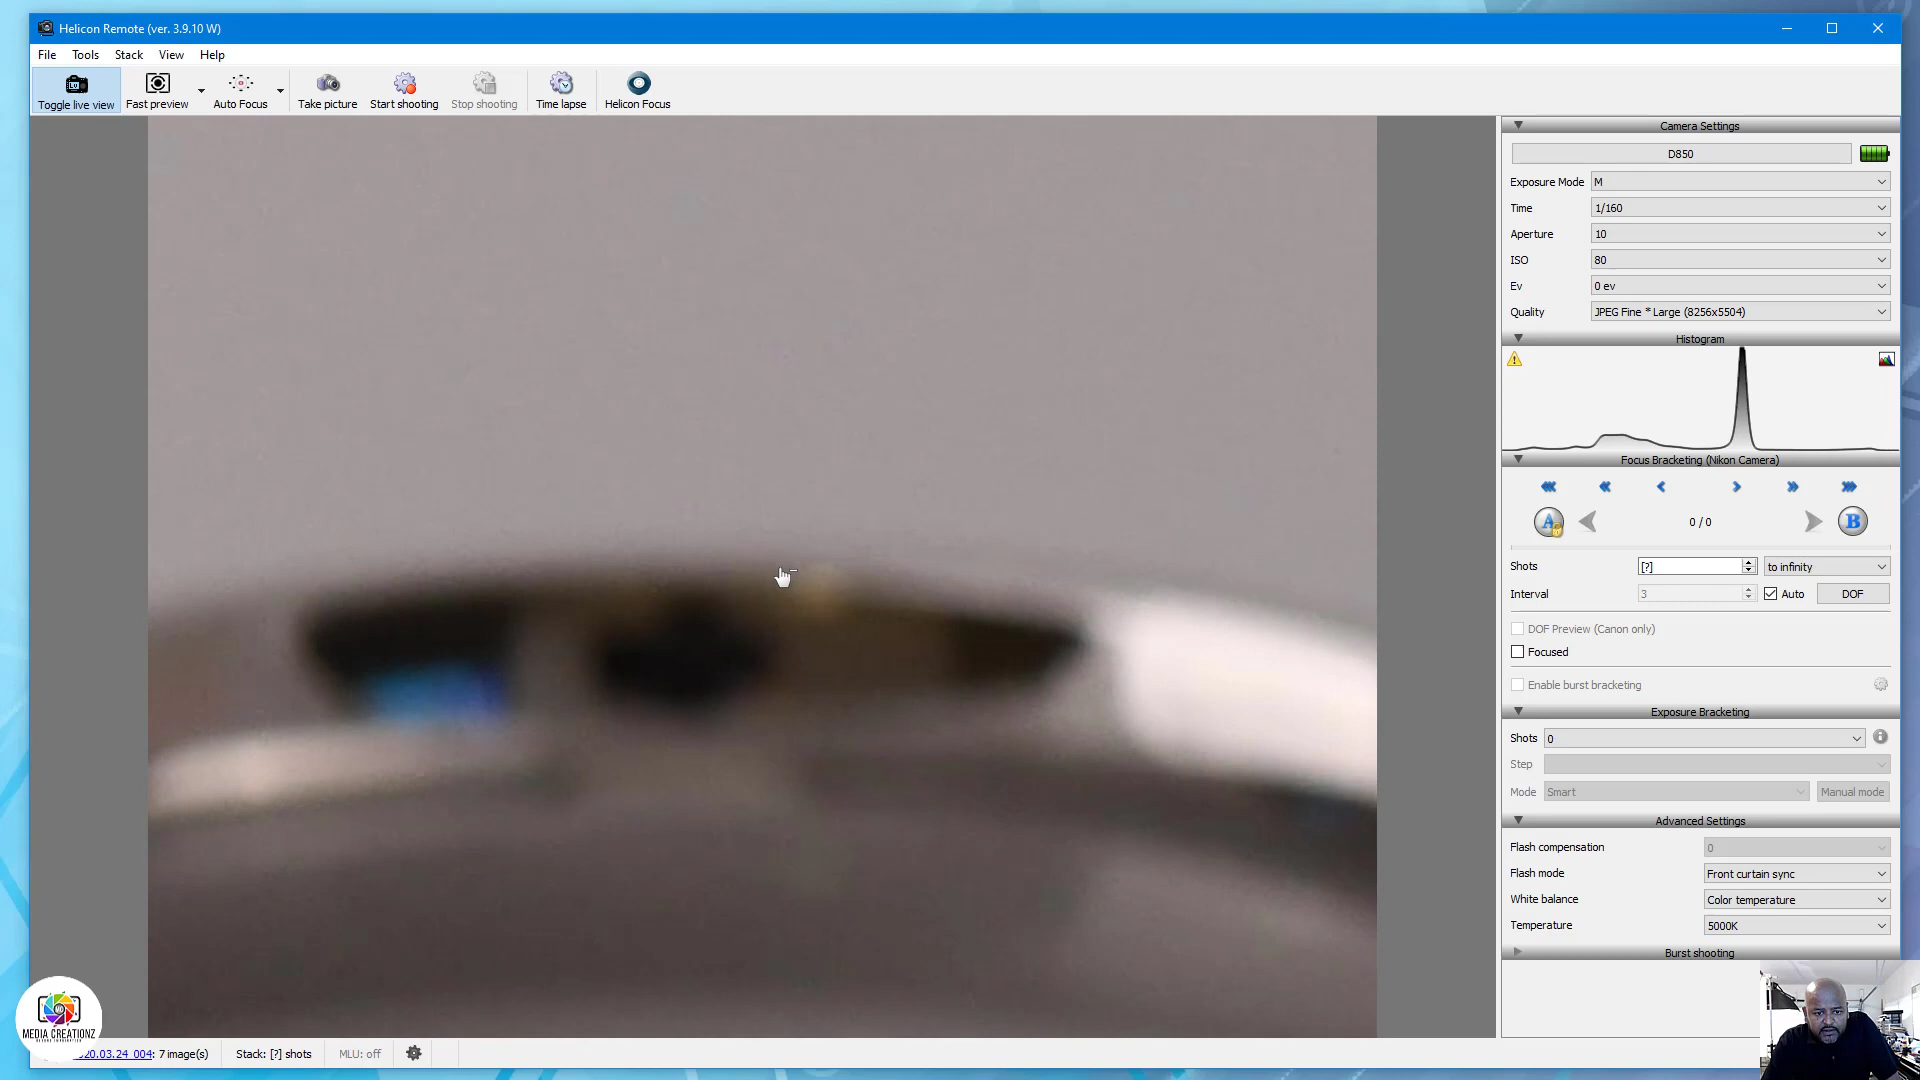 Helicon Remote (ver. 3.9.10 W)
File Tools Stack View Help
Toggle live view Fast preview Auto Focus Take picture Start shooting Stop shooting Time lapse Helicon Focus
Camera Settings
D850
Exposure Mode M
Time 1/160
Aperture 10
ISO 80
Ev 0 ev
Quality JPEG Fine * Large (8256x5504)
Histogram
Focus Bracketing (Nikon Camera)
A 0 / 0 B
Shots [?] to infinity
Interval 3 Auto DOF
DOF Preview (Canon only)
Focused
Enable burst bracketing
Exposure Bracketing
Shots 0
Step
Mode Smart Manual mode
Advanced Settings
Flash compensation 0
Flash mode Front curtain sync
White balance Color temperature
Temperature 5000K
Burst shooting
MEDIA CREATIONZ
20.03.24_004: 7 image(s) Stack: [?] shots MLU: off